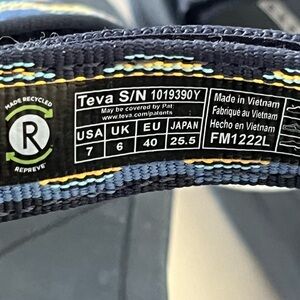 MADE RECYCLED
R
REPREVE
Teva S/N 1019390Y
May be covered by Pat:
www.teva.com/patents
USA UK EU JAPAN
7 6 40 25.5
Made in Vietnam
Fabriqué au Vietnam
Hecho en Vietnam
FM1222L